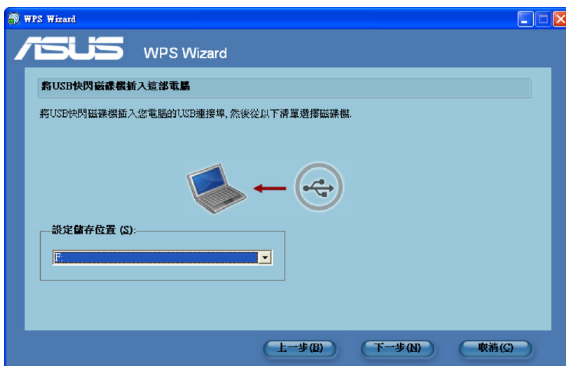 WPS Wizard
ASUS WPS Wizard
將USB快閃磁碟機插入這部電腦
將USB快閃磁碟機插入您電腦的USB連接埠, 然後從以下清單選擇磁碟機.
設定儲存位置 (S):
F:
上一步(B) 下一步(N) 取消(C)